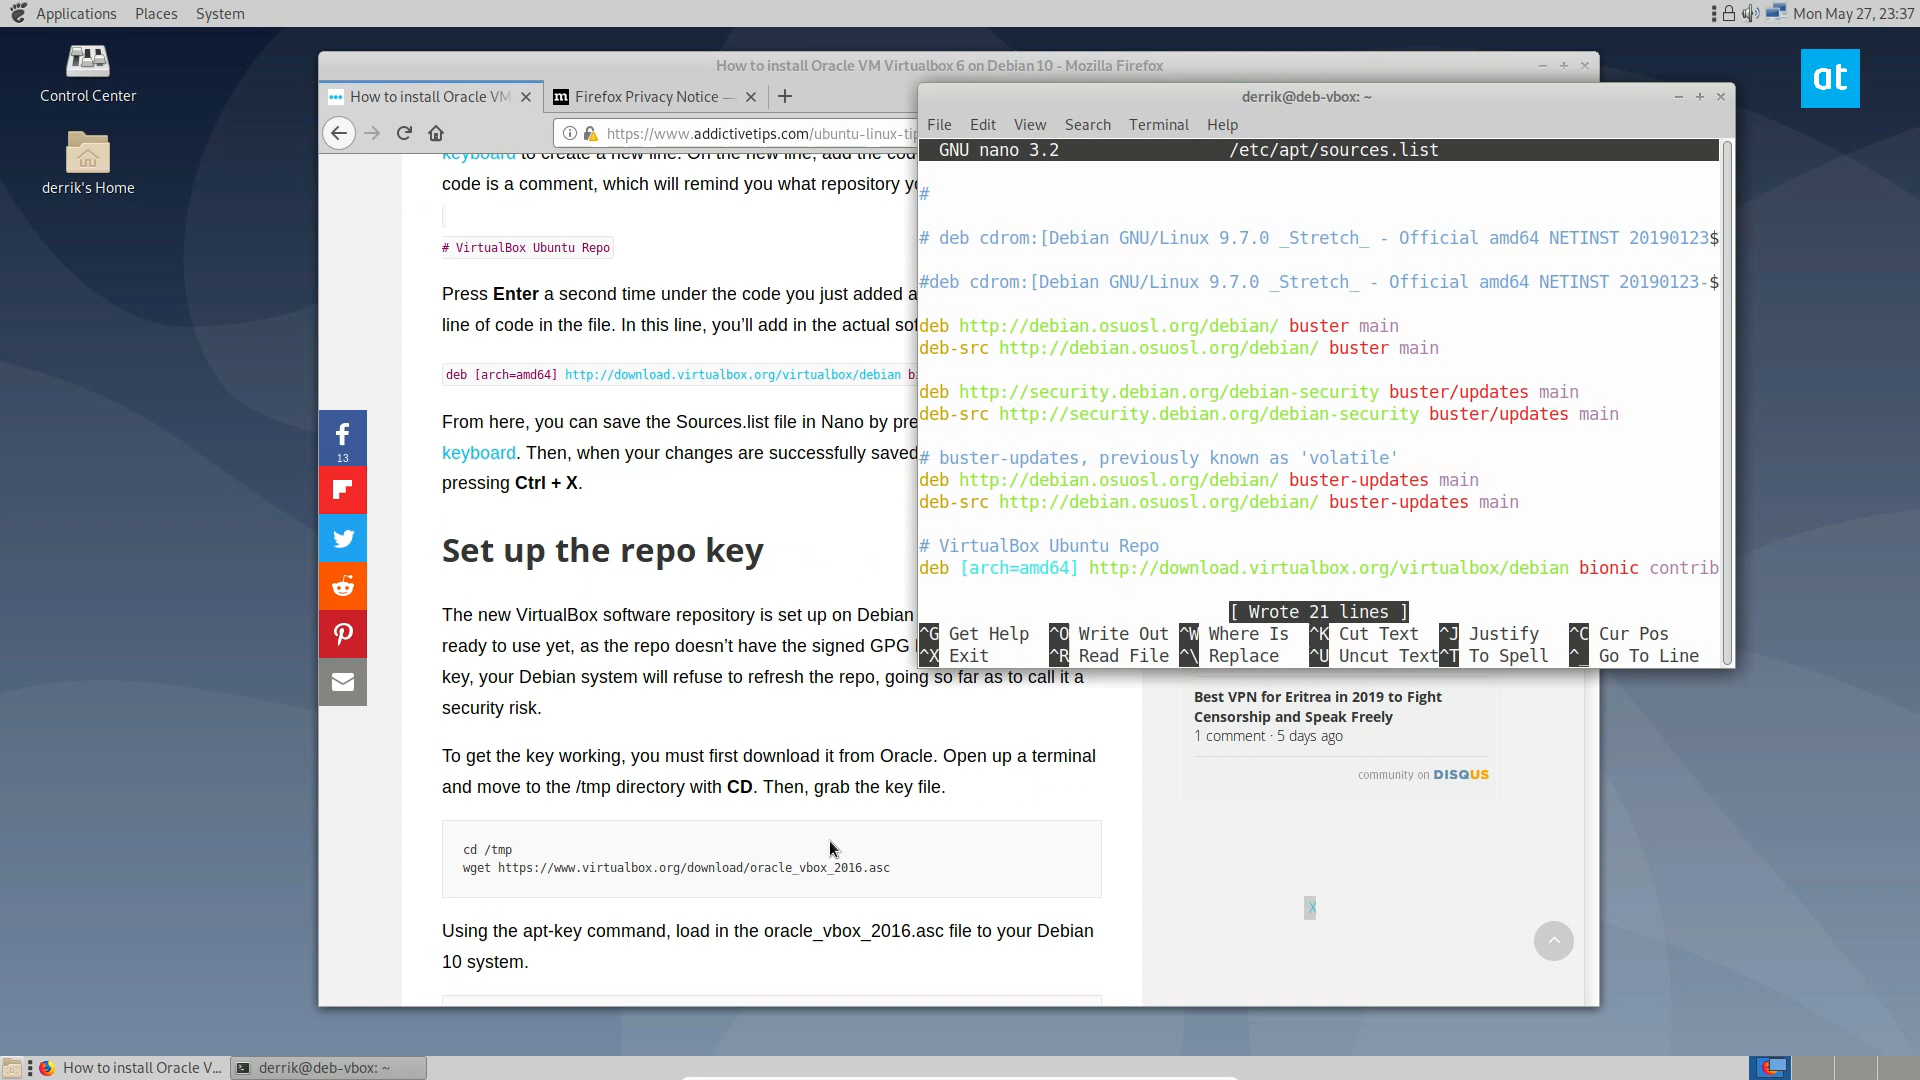 Applications Places System
Mon May 27, 23:37
Control Center
derrik's Home
at
How to install Oracle VM Virtualbox 6 on Debian 10 - Mozilla Firefox
How to install Oracle VM
Firefox Privacy Notice —
https://www.addictivetips.com/ubuntu-linux-tip
keyboard to create a new line. On the new line, add the cod
code is a comment, which will remind you what repository yo
# VirtualBox Ubuntu Repo
Press Enter a second time under the code you just added a
line of code in the file. In this line, you’ll add in the actual sof
deb [arch=amd64] http://download.virtualbox.org/virtualbox/debian bi
From here, you can save the Sources.list file in Nano by pre
keyboard. Then, when your changes are successfully saved
pressing Ctrl + X.
13
Set up the repo key
The new VirtualBox software repository is set up on Debian
ready to use yet, as the repo doesn’t have the signed GPG
key, your Debian system will refuse to refresh the repo, going so far as to call it a
security risk.
To get the key working, you must first download it from Oracle. Open up a terminal
and move to the /tmp directory with CD. Then, grab the key file.
cd /tmp
wget https://www.virtualbox.org/download/oracle_vbox_2016.asc
Using the apt-key command, load in the oracle_vbox_2016.asc file to your Debian
10 system.
derrik@deb-vbox: ~
File Edit View Search Terminal Help
GNU nano 3.2 /etc/apt/sources.list
#
# deb cdrom:[Debian GNU/Linux 9.7.0 _Stretch_ - Official amd64 NETINST 20190123$
#deb cdrom:[Debian GNU/Linux 9.7.0 _Stretch_ - Official amd64 NETINST 20190123-$
deb http://debian.osuosl.org/debian/ buster main
deb-src http://debian.osuosl.org/debian/ buster main
deb http://security.debian.org/debian-security buster/updates main
deb-src http://security.debian.org/debian-security buster/updates main
# buster-updates, previously known as 'volatile'
deb http://debian.osuosl.org/debian/ buster-updates main
deb-src http://debian.osuosl.org/debian/ buster-updates main
# VirtualBox Ubuntu Repo
deb [arch=amd64] http://download.virtualbox.org/virtualbox/debian bionic contrib
[ Wrote 21 lines ]
^G Get Help ^O Write Out ^W Where Is ^K Cut Text ^J Justify ^C Cur Pos
^X Exit ^R Read File ^\ Replace ^U Uncut Text ^T To Spell ^_ Go To Line
Best VPN for Eritrea in 2019 to Fight
Censorship and Speak Freely
1 comment · 5 days ago
community on DISQUS
X
How to install Oracle V...
derrik@deb-vbox: ~